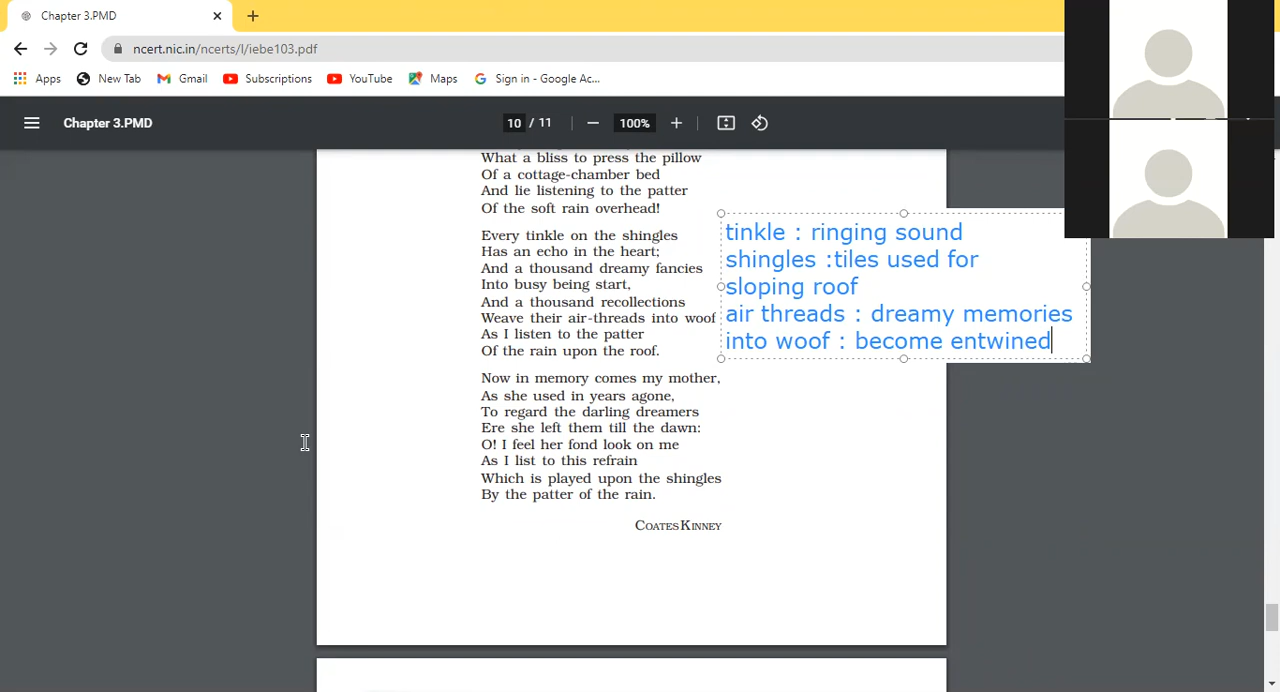 Chapter 3.PMD
ncert.nic.in/ncerts/l/iebe103.pdf
Apps New Tab Gmail Subscriptions YouTube Maps Sign in - Google Ac...
Chapter 3.PMD 10 / 11 100%
What a bliss to press the pillow
Of a cottage-chamber bed
And lie listening to the patter
Of the soft rain overhead!
Every tinkle on the shingles
Has an echo in the heart;
And a thousand dreamy fancies
Into busy being start,
And a thousand recollections
Weave their air-threads into woof
As I listen to the patter
Of the rain upon the roof.
tinkle : ringing sound
shingles :tiles used for
sloping roof
air threads : dreamy memories
into woof : become entwined
Now in memory comes my mother,
As she used in years agone,
To regard the darling dreamers
Ere she left them till the dawn:
O! I feel her fond look on me
As I list to this refrain
Which is played upon the shingles
By the patter of the rain.
COATES KINNEY